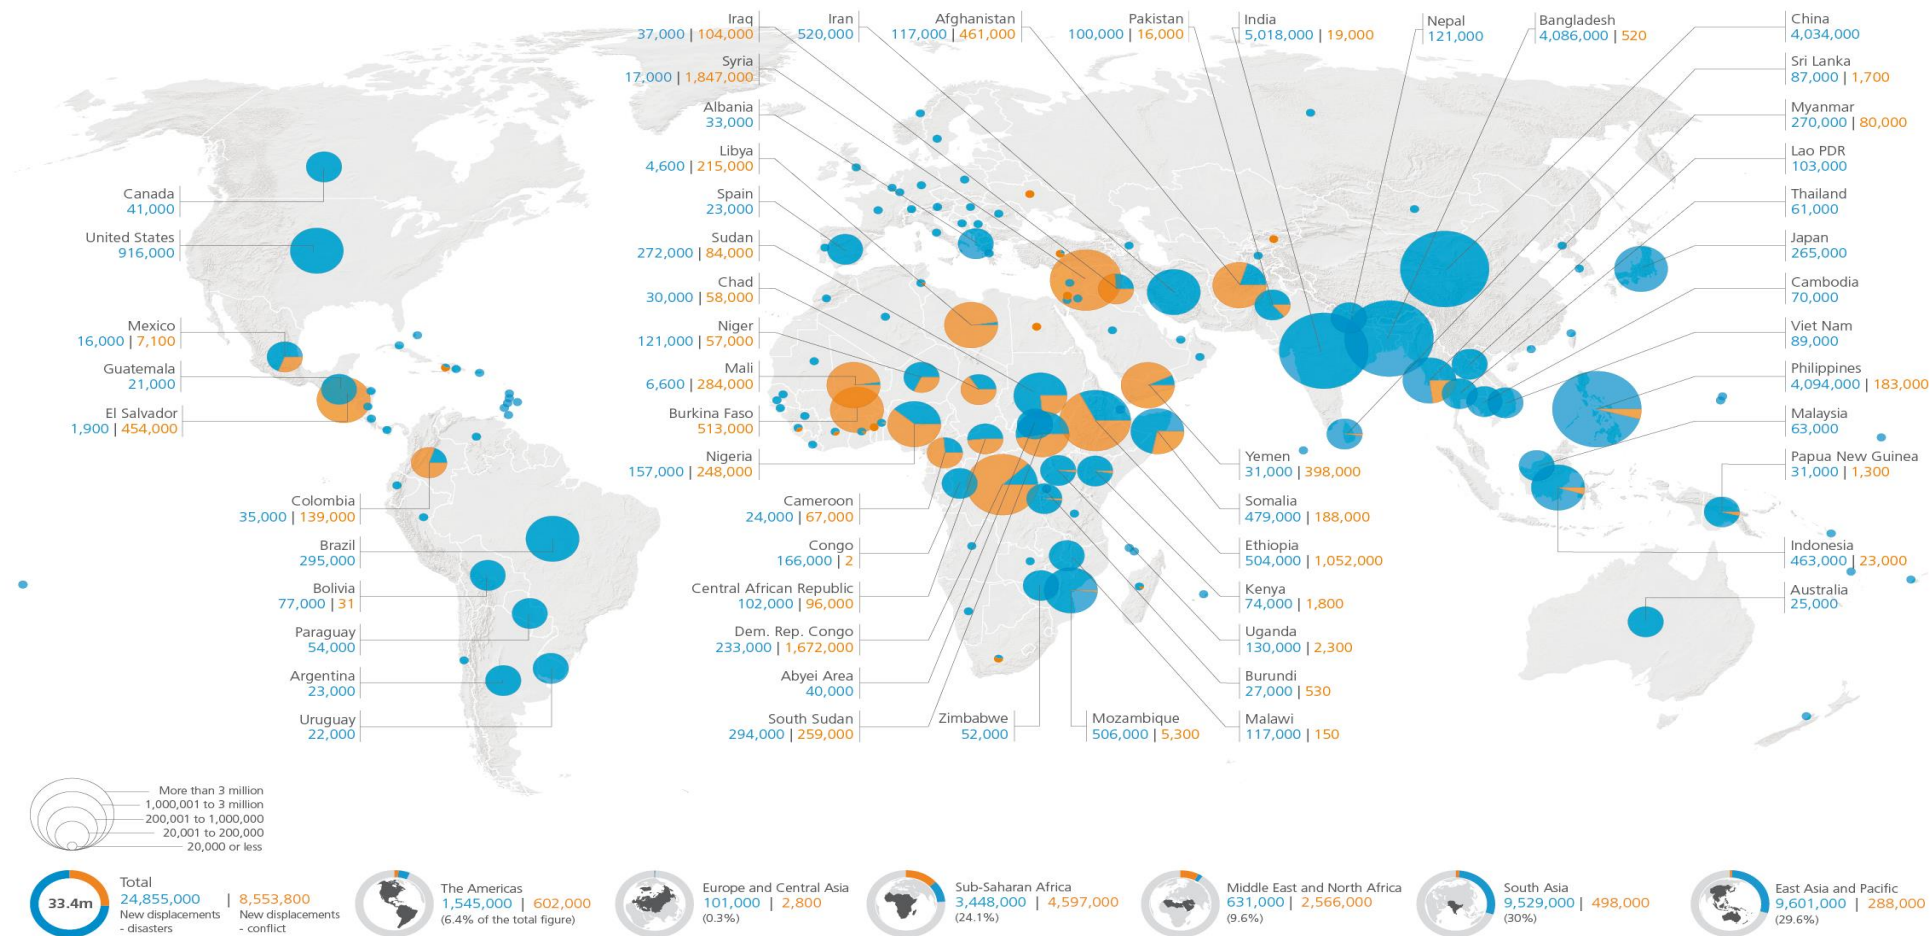 Iraq
37,000 | 104,000
Iran
520,000
Afghanistan
117,000 | 461,000
Pakistan
100,000 | 16,000
India
5,018,000 | 19,000
Nepal
121,000
Bangladesh
4,086,000 | 520
China
4,034,000
Syria
17,000 | 1,847,000
Sri Lanka
87,000 | 1,700
Albania
33,000
Myanmar
270,000 | 80,000
Libya
4,600 | 215,000
Lao PDR
103,000
Canada
41,000
Spain
23,000
Thailand
61,000
United States
916,000
Sudan
272,000 | 84,000
Japan
265,000
Chad
30,000 | 58,000
Cambodia
70,000
Mexico
16,000 | 7,100
Niger
121,000 | 57,000
Viet Nam
89,000
Guatemala
21,000
Mali
6,600 | 284,000
Philippines
4,094,000 | 183,000
El Salvador
1,900 | 454,000
Burkina Faso
513,000
Malaysia
63,000
Nigeria
157,000 | 248,000
Yemen
31,000 | 398,000
Papua New Guinea
31,000 | 1,300
Colombia
35,000 | 139,000
Cameroon
24,000 | 67,000
Somalia
479,000 | 188,000
Brazil
295,000
Congo
166,000 | 2
Ethiopia
504,000 | 1,052,000
Indonesia
463,000 | 23,000
Bolivia
77,000 | 31
Central African Republic
102,000 | 96,000
Kenya
74,000 | 1,800
Australia
25,000
Paraguay
54,000
Dem. Rep. Congo
233,000 | 1,672,000
Uganda
130,000 | 2,300
Argentina
23,000
Abyei Area
40,000
Burundi
27,000 | 530
Uruguay
22,000
South Sudan
294,000 | 259,000
Zimbabwe
52,000
Mozambique
506,000 | 5,300
Malawi
117,000 | 150
More than 3 million
1,000,001 to 3 million
200,001 to 1,000,000
20,001 to 200,000
20,000 or less
33.4m
Total
24,855,000 | 8,553,800
New displacements - disasters
New displacements - conflict
The Americas
1,545,000 | 602,000
(6.4% of the total figure)
Europe and Central Asia
101,000 | 2,800
(0.3%)
Sub-Saharan Africa
3,448,000 | 4,597,000
(24.1%)
Middle East and North Africa
631,000 | 2,566,000
(9.6%)
South Asia
9,529,000 | 498,000
(30%)
East Asia and Pacific
9,601,000 | 288,000
(29.6%)